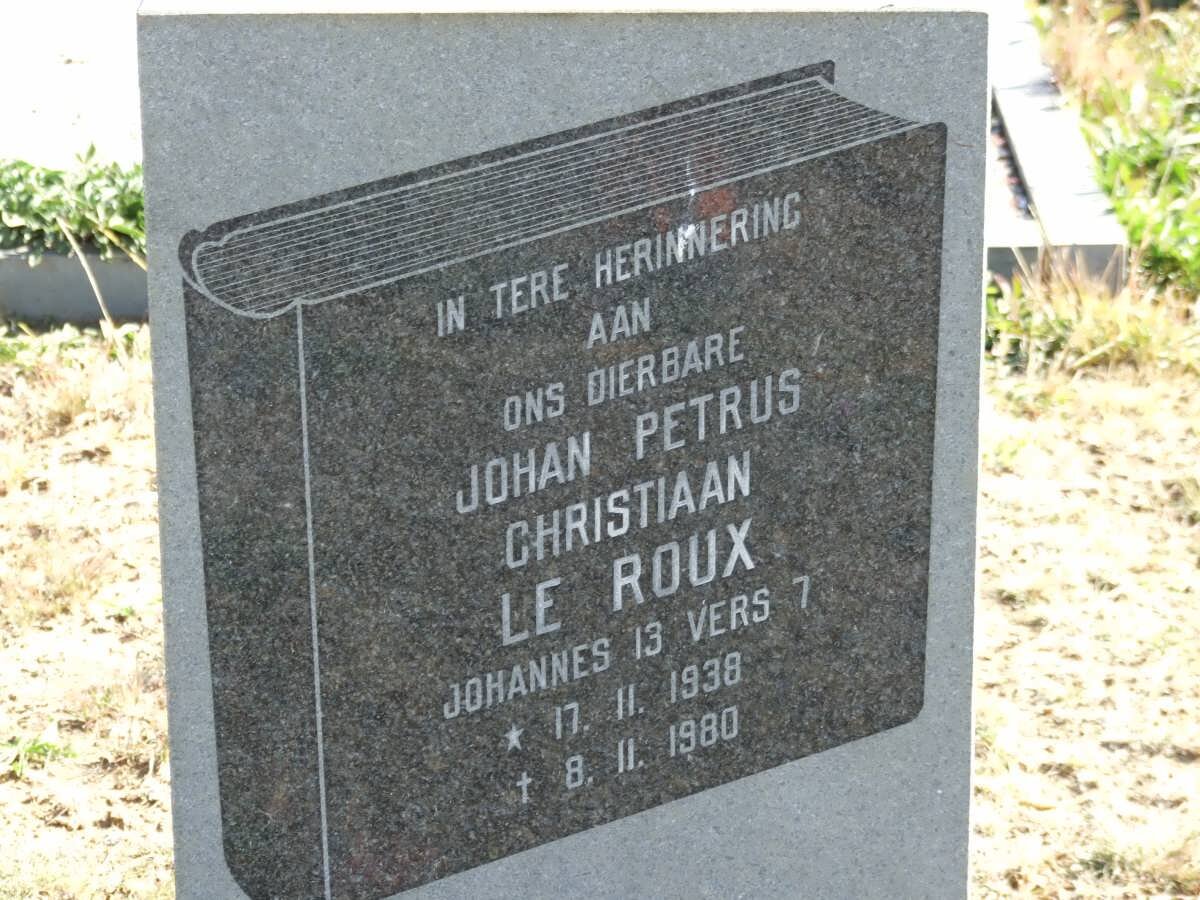 IN TERE HERINNERING
AAN
ONS DIERBARE
JOHAN PETRUS
CHRISTIAAN
LE ROUX
JOHANNES 13 VERS 7
★ 17. 11. 1938
✝ 8. 11. 1980